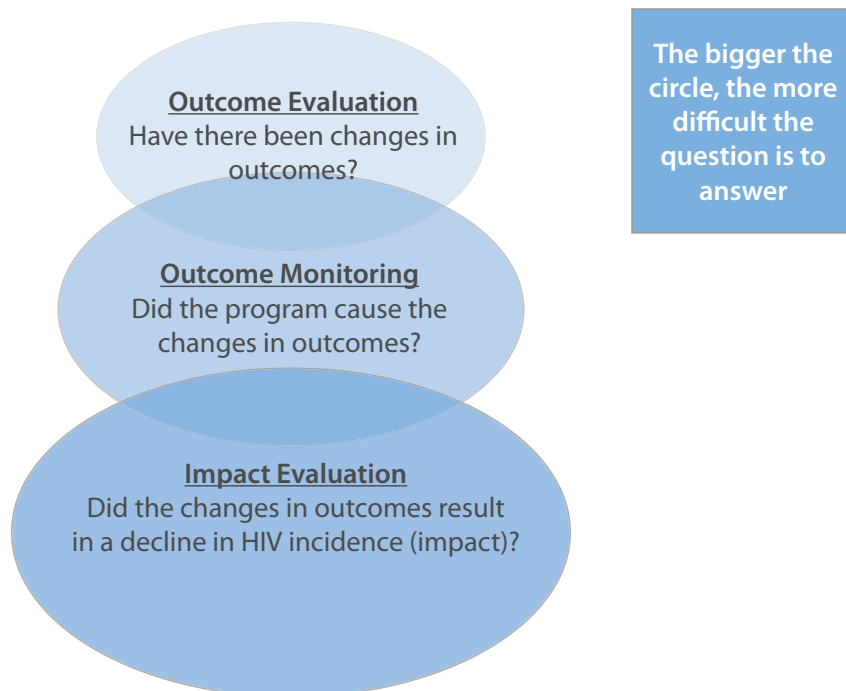 Outcome Evaluation
Have there been changes in
outcomes?
Outcome Monitoring
Did the program cause the
changes in outcomes?
Impact Evaluation
Did the changes in outcomes result
in a decline in HIV incidence (impact)?
The bigger the
circle, the more
difficult the
question is to
answer